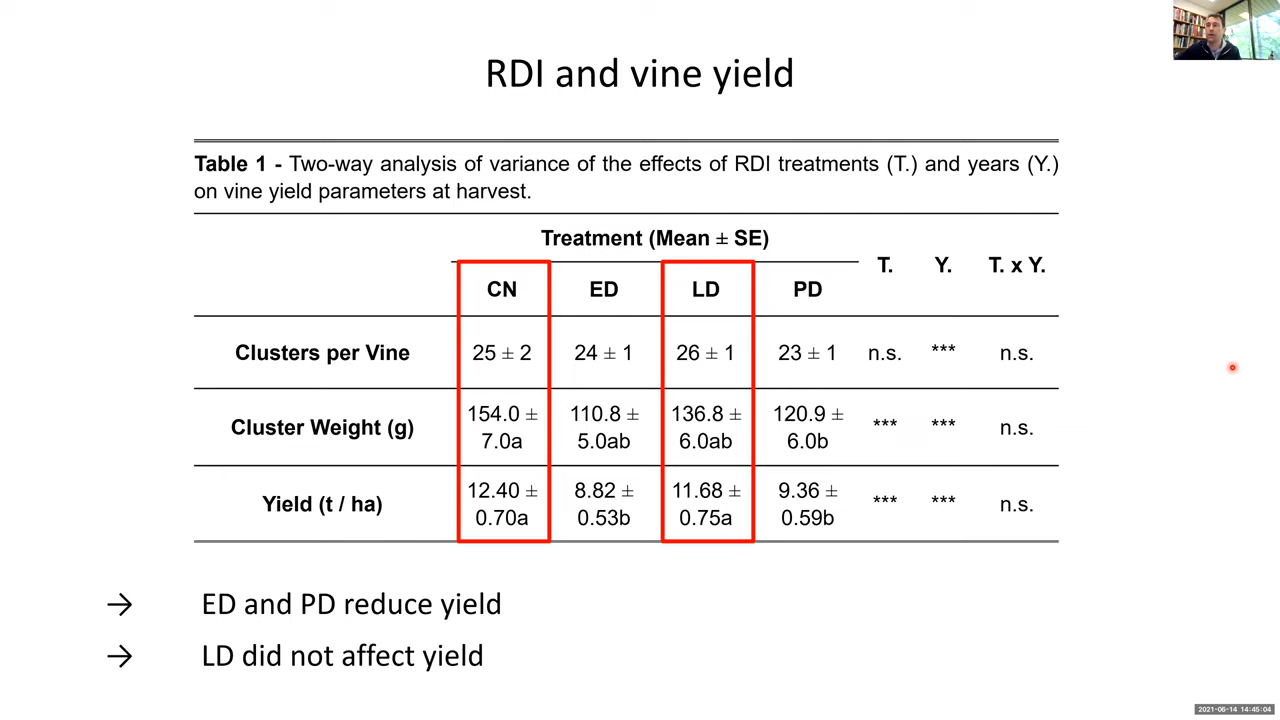 RDI and vine yield
Table 1 - Two-way analysis of variance of the effects of RDI treatments (T.) and years (Y.)
on vine yield parameters at harvest.
Treatment (Mean ± SE)
T. Y. T. x Y.
CN ED LD PD
Clusters per Vine 25 ± 2 24 ± 1 26 ± 1 23 ± 1 n.s. *** n.s.
154.0 ± 110.8 ± 136.8 ± 120.9 ±
Cluster Weight (g) *** *** n.s.
7.0a 5.0ab 6.0ab 6.0b
12.40 ± 8.82 ± 11.68 ± 9.36 ±
Yield (t / ha) *** *** n.s.
0.70a 0.53b 0.75a 0.59b
→ ED and PD reduce yield
→ LD did not affect yield
2021-06-14 14:45:04